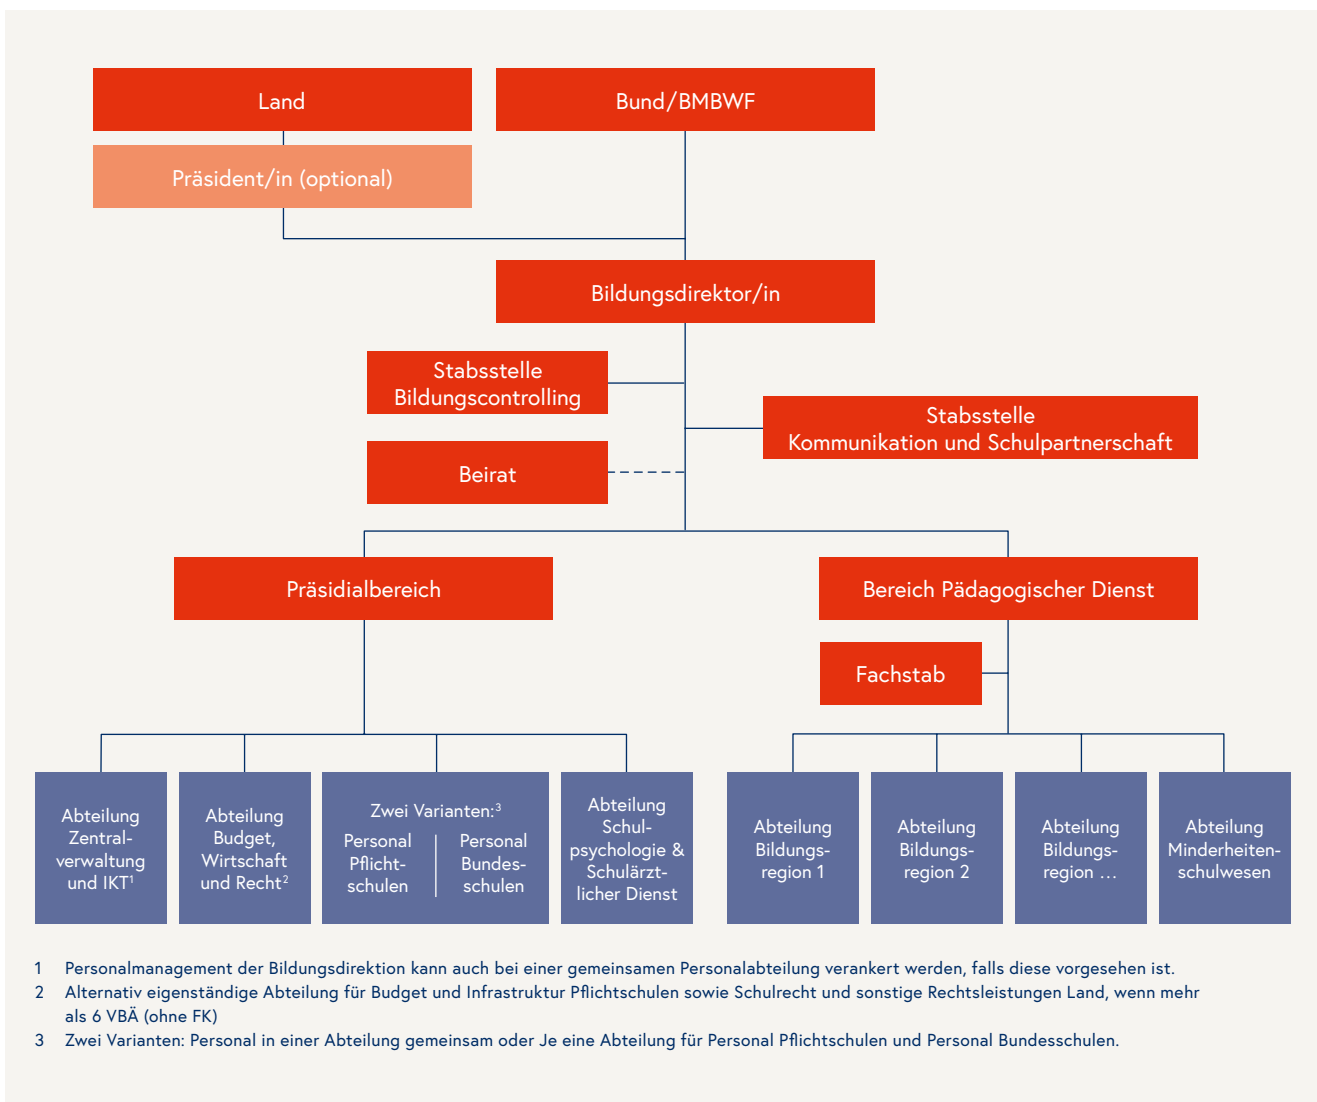 Land
Bund/BMBWF
Präsident/in (optional)
Bildungsdirektor/in
Stabsstelle
Bildungscontrolling
Stabsstelle
Kommunikation und Schulpartnerschaft
Beirat
Präsidialbereich
Bereich Pädagogischer Dienst
Fachstab
Abteilung
Zentral-
verwaltung
und IKT¹
Abteilung
Budget,
Wirtschaft
und Recht²
Zwei Varianten:³
Personal
Pflicht-
schulen
Personal
Bundes-
schulen
Abteilung
Schul-
psychologie &
Schulärzt-
licher Dienst
Abteilung
Bildungs-
region 1
Abteilung
Bildungs-
region 2
Abteilung
Bildungs-
region …
Abteilung
Minderheiten-
schulwesen
1 Personalmanagement der Bildungsdirektion kann auch bei einer gemeinsamen Personalabteilung verankert werden, falls diese vorgesehen ist.
2 Alternativ eigenständige Abteilung für Budget und Infrastruktur Pflichtschulen sowie Schulrecht und sonstige Rechtsleistungen Land, wenn mehr
als 6 VBÄ (ohne FK)
3 Zwei Varianten: Personal in einer Abteilung gemeinsam oder Je eine Abteilung für Personal Pflichtschulen und Personal Bundesschulen.